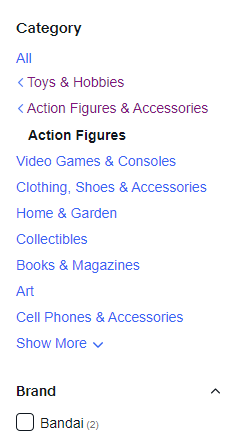 Category
All
Toys & Hobbies
Action Figures & Accessories
Action Figures
Video Games & Consoles
Clothing, Shoes & Accessories
Home & Garden
Collectibles
Books & Magazines
Art
Cell Phones & Accessories
Show More
Brand
Bandai (2)